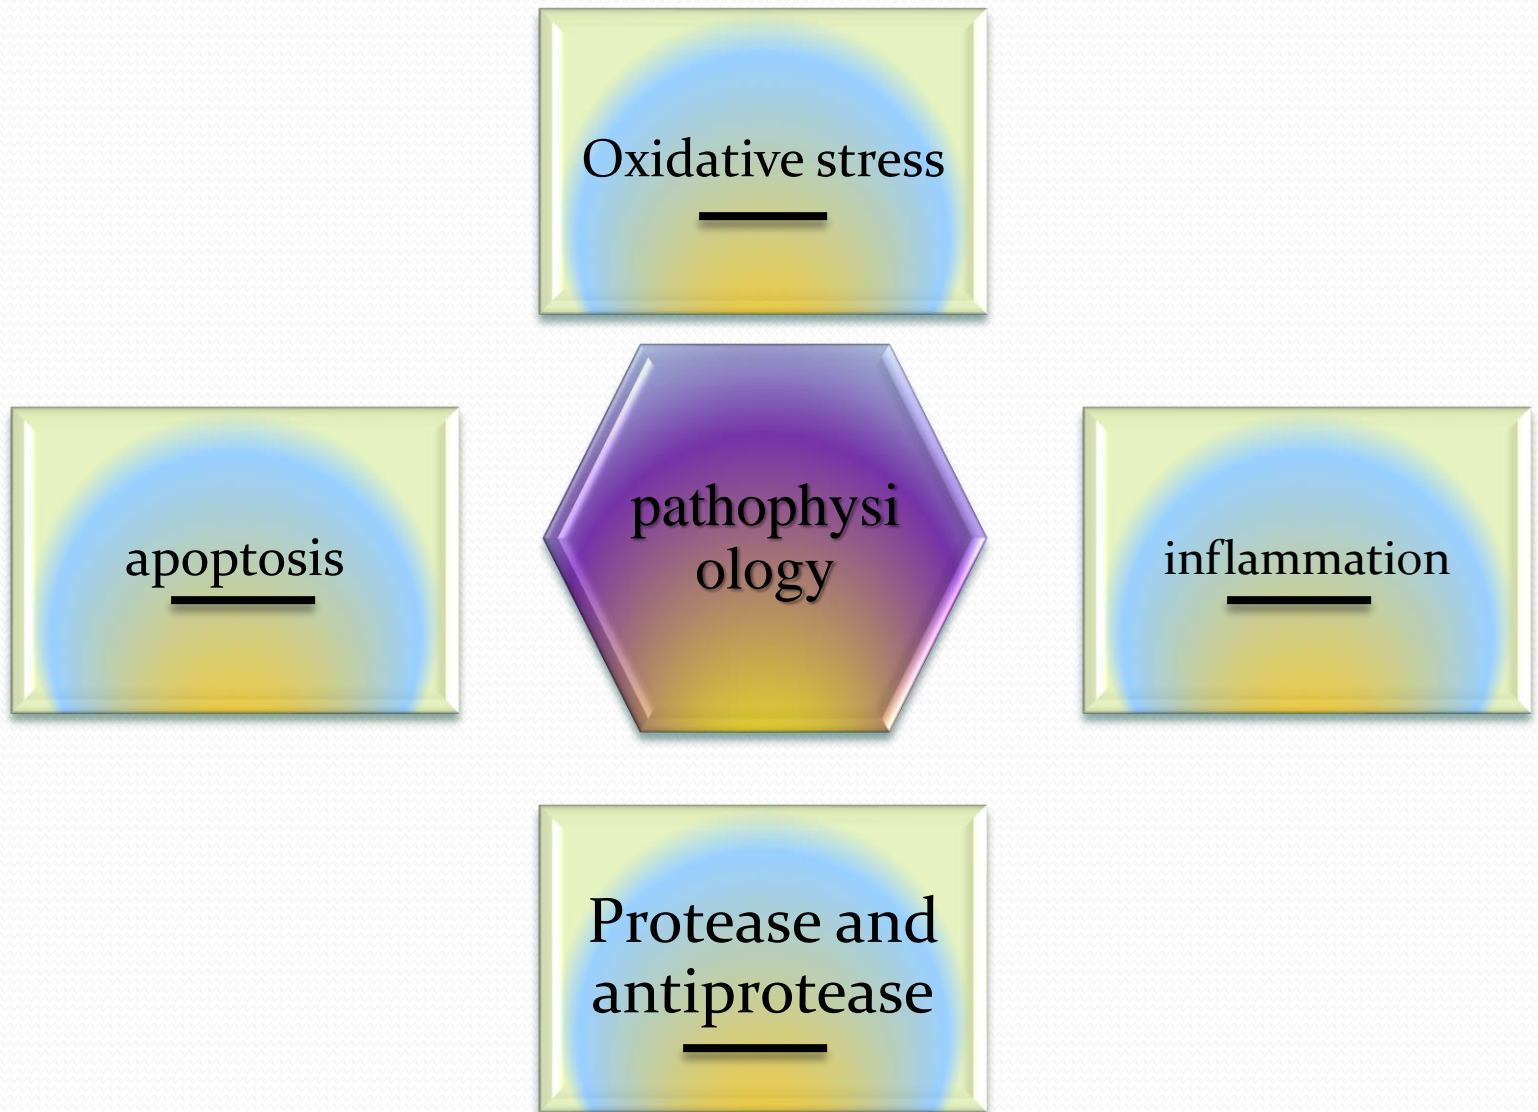 Oxidative stress
apoptosis
pathophysi
ology
inflammation
Protease and
antiprotease